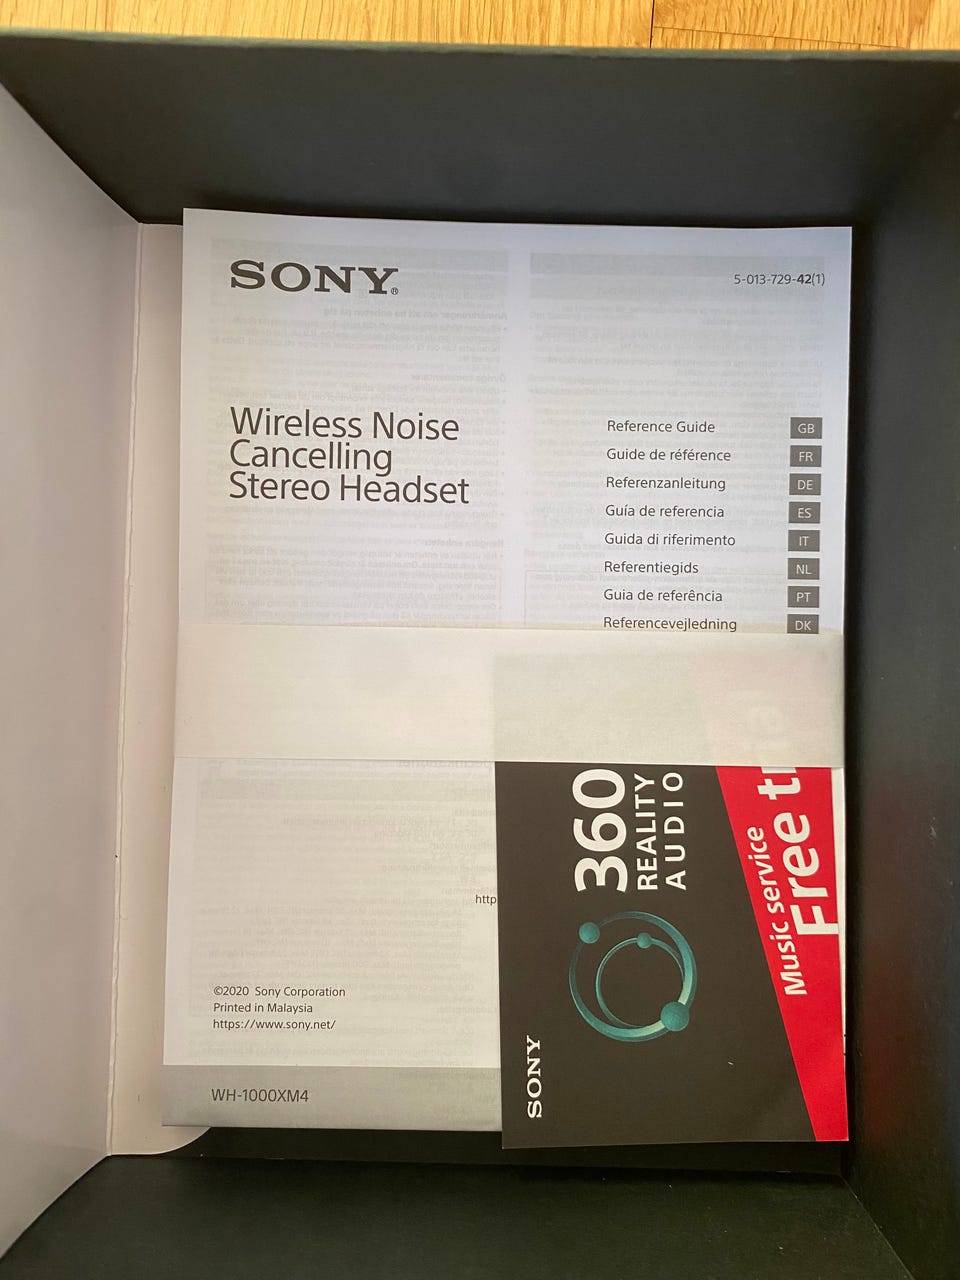 SONY®
5-013-729-42(1)
Wireless Noise
Cancelling
Stereo Headset
Reference Guide GB
Guide de référence FR
Referenzanleitung DE
Guía de referencia ES
Guida di riferimento IT
Referentiegids NL
Guia de referência PT
Referencevejledning DK
http
©2020 Sony Corporation
Printed in Malaysia
https://www.sony.net/
WH-1000XM4
SONY
360
REALITY
AUDIO
Music service
Free t